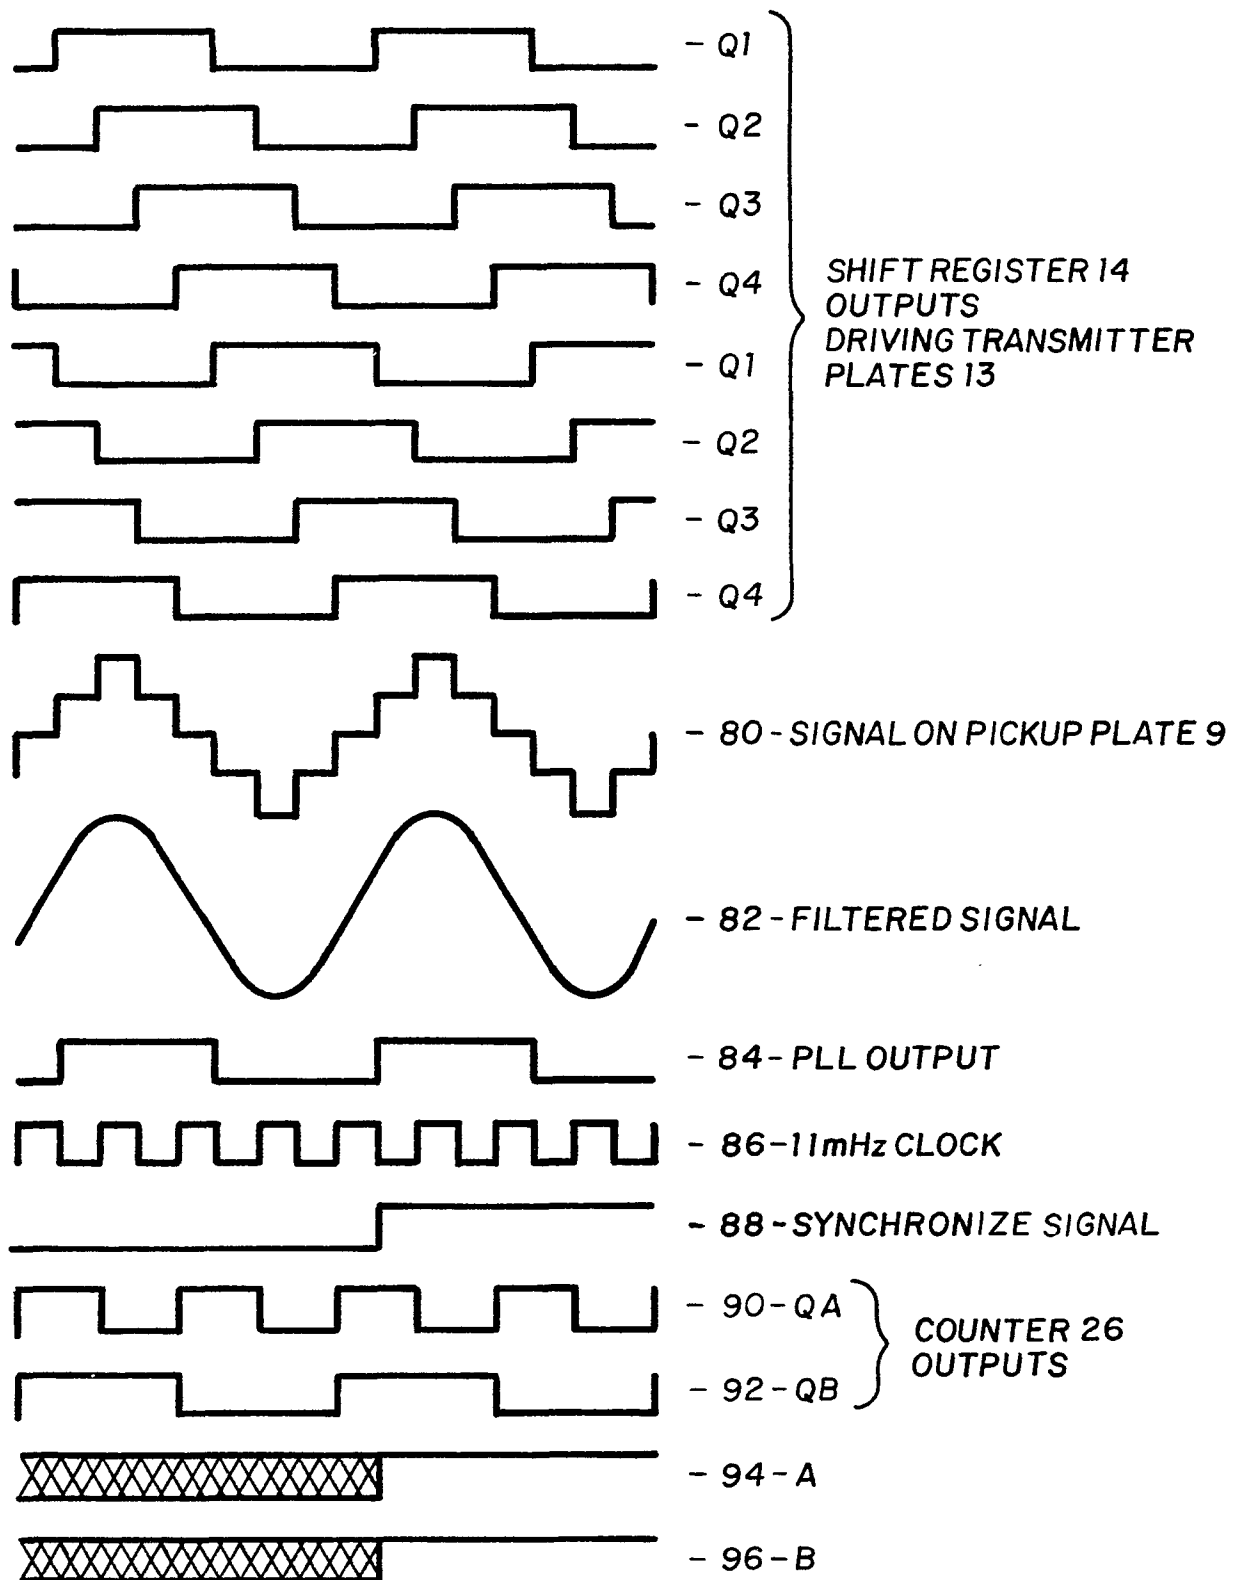 - Q1
- Q2
- Q3
- Q4
- Q1
- Q2
- Q3
- Q4
SHIFT REGISTER 14
OUTPUTS
DRIVING TRANSMITTER
PLATES 13
- 80-SIGNAL ON PICKUP PLATE 9
- 82-FILTERED SIGNAL
- 84-PLL OUTPUT
- 86-11mHz CLOCK
- 88-SYNCHRONIZE SIGNAL
- 90-QA
- 92-QB
COUNTER 26
OUTPUTS
- 94-A
- 96-B